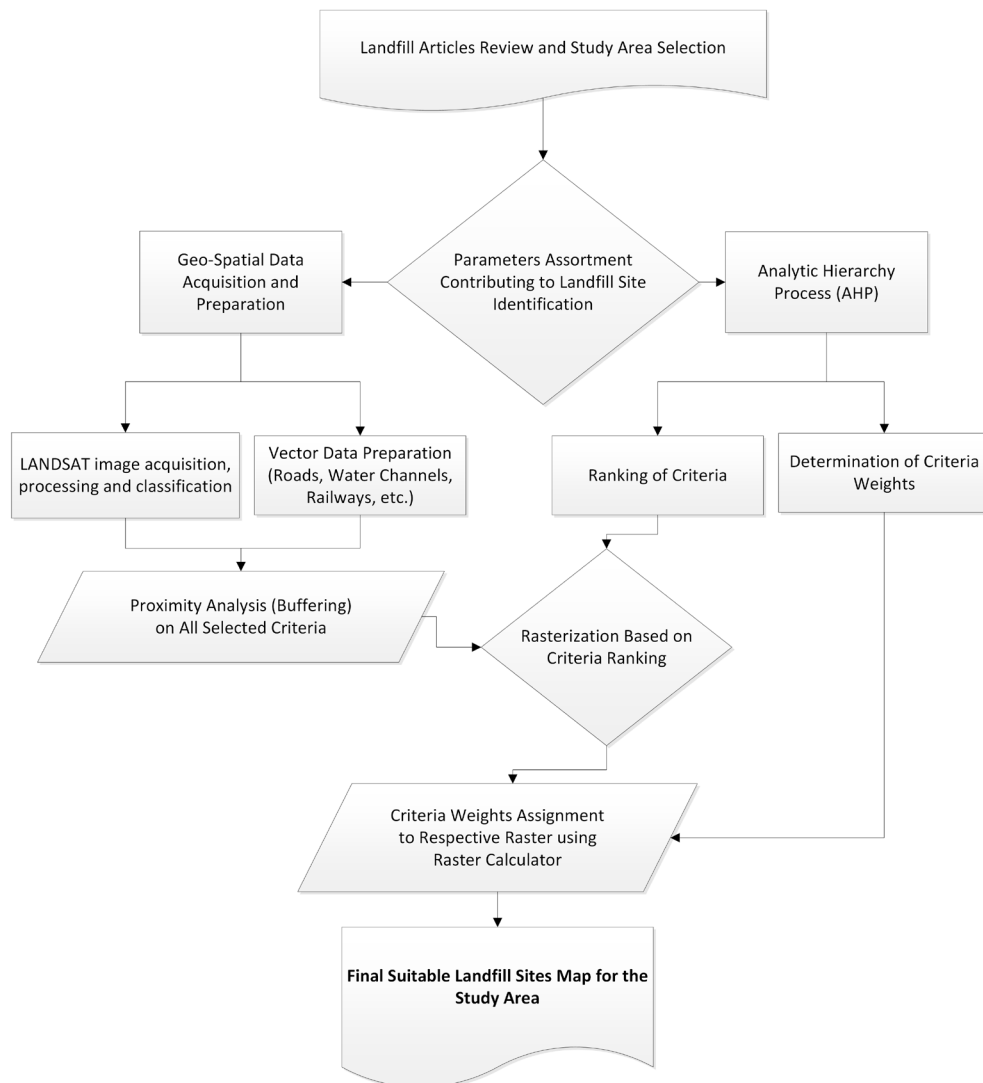 Landfill Articles Review and Study Area Selection
Parameters Assortment
Contributing to Landfill Site
Identification
Geo-Spatial Data
Acquisition and
Preparation
Analytic Hierarchy
Process (AHP)
LANDSAT image acquisition,
processing and classification
Vector Data Preparation
(Roads, Water Channels,
Railways, etc.)
Ranking of Criteria
Determination of Criteria
Weights
Proximity Analysis (Buffering)
on All Selected Criteria
Rasterization Based on
Criteria Ranking
Criteria Weights Assignment
to Respective Raster using
Raster Calculator
Final Suitable Landfill Sites Map for the
Study Area